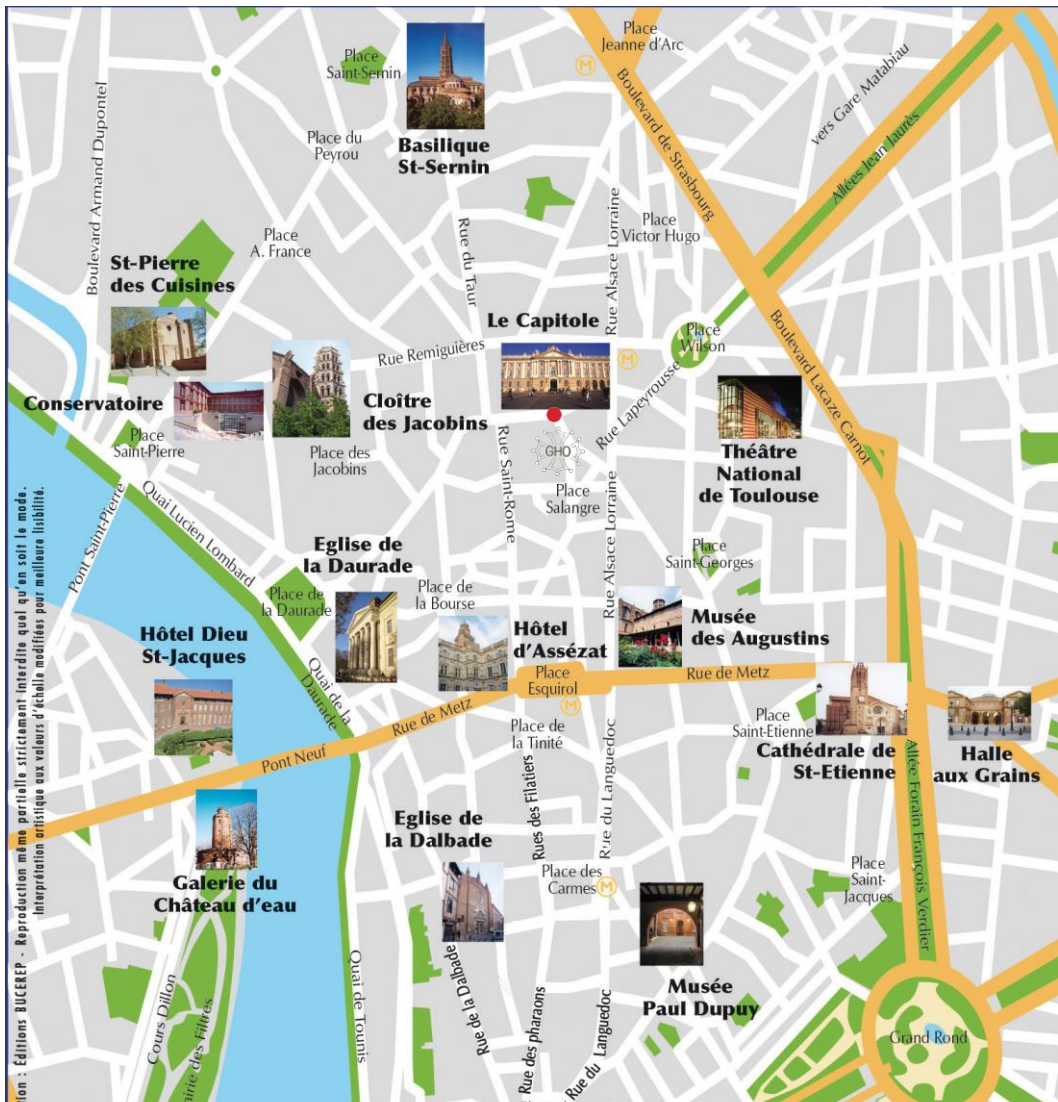 Place
Jeanne d'Arc
M
Place
Saint-Sernin
Boulevard de Strasbourg
vers Gare Matabiau
Allées Jean Jaurès
Boulevard Armand Dupontel
Place du
Peyrou
Basilique
St-Sernin
Rue du Taur
Rue Alsace Lorraine
Place
Victor Hugo
Place
A. France
St-Pierre
des Cuisines
Le Capitole
Place
Wilson
Rue Remiguières
M
Rue Lapeyrousse
Boulevard Lacaze Carnot
Conservatoire
Cloître
des Jacobins
Place
Saint-Pierre
Place des
Jacobins
GHO
Rue Saint-Rome
Place
Salangre
Rue Alsace Lorraine
Théâtre
National
de Toulouse
Pont Saint-Pierre
Quai Lucien Lombard
Eglise de
la Daurade
Place de
la Daurade
Place de
la Bourse
Place
Saint-Georges
Hôtel Dieu
St-Jacques
Hôtel
d'Assézat
Musée
des Augustins
Quai de la
Daurade
Place
Esquirol
Rue de Metz
Rue de Metz
Pont Neuf
M
Place de
la Tinité
Place
Saint-Etienne
Cathédrale de
St-Etienne
Halle
aux Grains
Rues des Filatiers
Rue du Languedoc
Allée Forain François Verdier
Eglise de
la Dalbade
Galerie du
Château d'eau
Place des
Carmes
M
Place
Saint-
Jacques
Musée
Paul Dupuy
Cours Dillon
Quai de Tounis
Rue de la Dalbade
Rue des pharaons
Rue du Languedoc
Grand Rond
mirie des Filtres
tion : Éditions BUCEREP - Reproduction même partielle strictement interdite quel qu'en soit le mode.
Interprétation artistique aux valeurs d'échelle modifiées pour meilleure lisibilité.